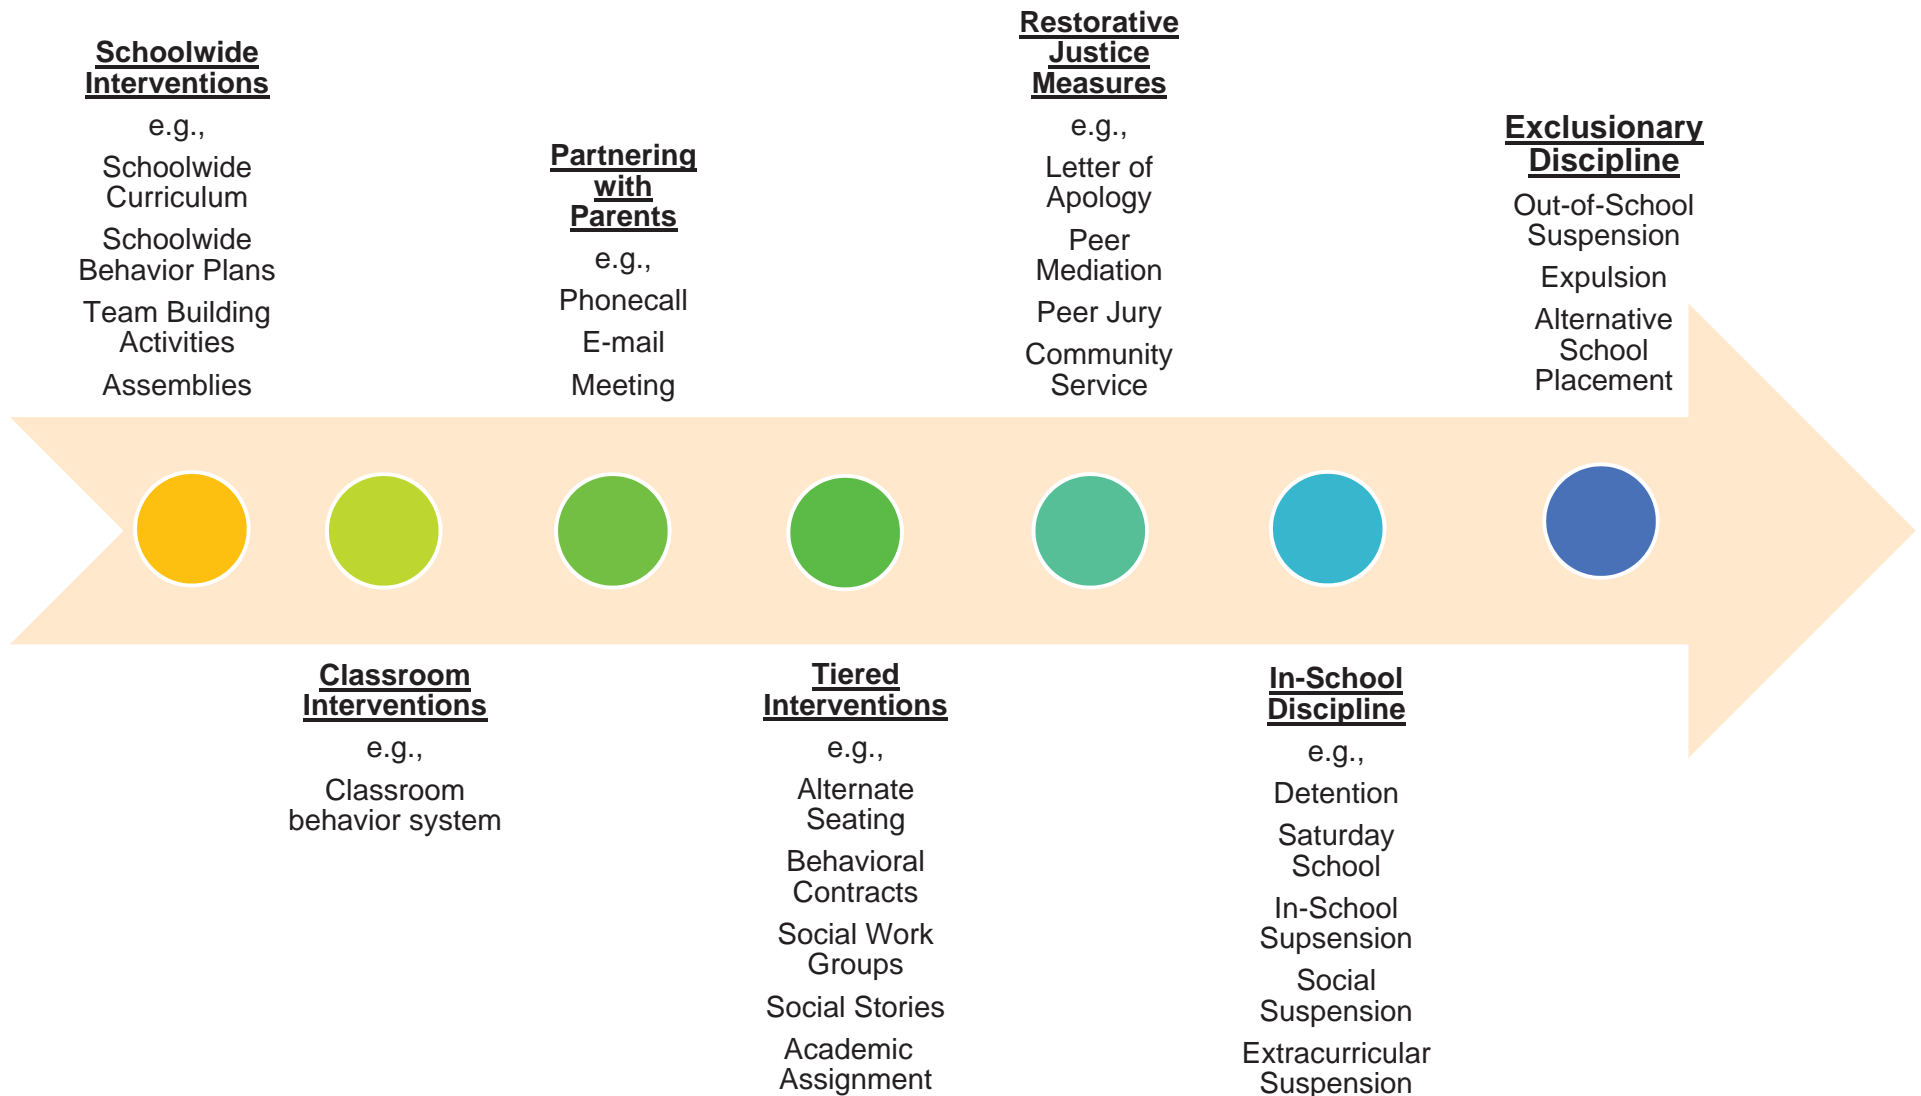 Schoolwide
Interventions
e.g.,
Schoolwide
Curriculum
Schoolwide
Behavior Plans
Team Building
Activities
Assemblies
Classroom
Interventions
e.g.,
Classroom
behavior system
Partnering
with
Parents
e.g.,
Phonecall
E-mail
Meeting
Tiered
Interventions
e.g.,
Alternate
Seating
Behavioral
Contracts
Social Work
Groups
Social Stories
Academic
Assignment
Restorative
Justice
Measures
e.g.,
Letter of
Apology
Peer
Mediation
Peer Jury
Community
Service
In-School
Discipline
e.g.,
Detention
Saturday
School
In-School
Supsension
Social
Suspension
Extracurricular
Suspension
Exclusionary
Discipline
Out-of-School
Suspension
Expulsion
Alternative
School
Placement